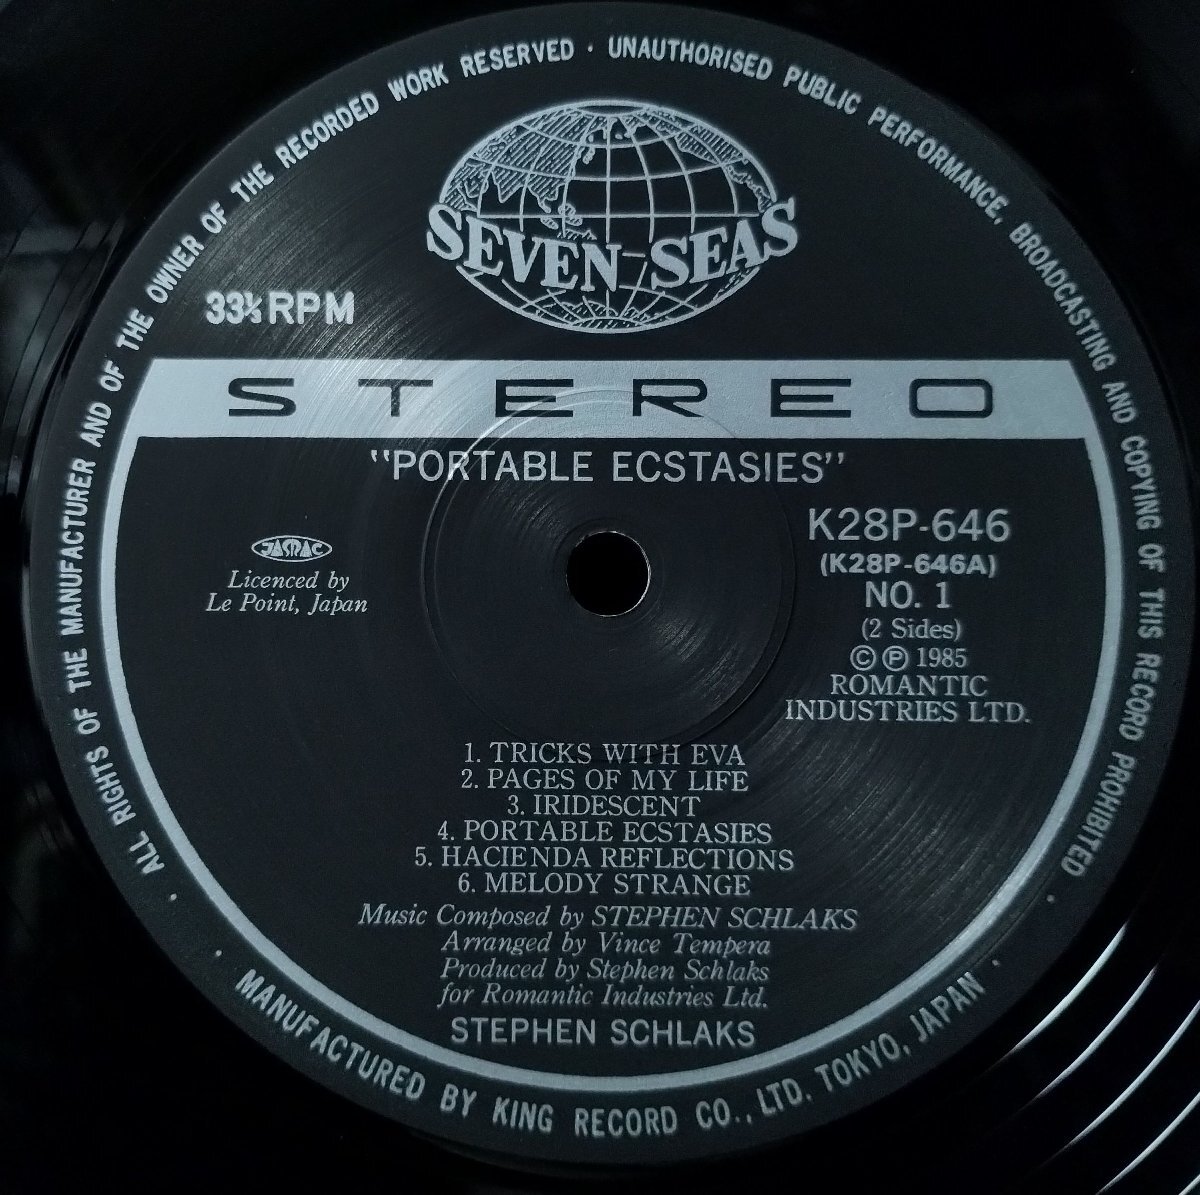 ALL RIGHTS OF THE MANUFACTURER AND OF THE OWNER OF THE RECORDED WORK RESERVED · UNAUTHORISED PUBLIC PERFORMANCE, BROADCASTING AND COPYING OF THIS RECORD PROHIBITED
SEVEN SEAS
33⅓ RPM
STEREO
"PORTABLE ECSTASIES"
JASRAC
Licenced by
Le Point, Japan
K28P-646
(K28P-646A)
NO. 1
(2 Sides)
Ⓒ Ⓟ 1985
ROMANTIC
INDUSTRIES LTD.
1. TRICKS WITH EVA
2. PAGES OF MY LIFE
3. IRIDESCENT
4. PORTABLE ECSTASIES
5. HACIENDA REFLECTIONS
6. MELODY STRANGE
Music Composed by STEPHEN SCHLAKS
Arranged by Vince Tempera
Produced by Stephen Schlaks
for Romantic Industries Ltd.
STEPHEN SCHLAKS
· MANUFACTURED BY KING RECORD CO., LTD. TOKYO, JAPAN ·